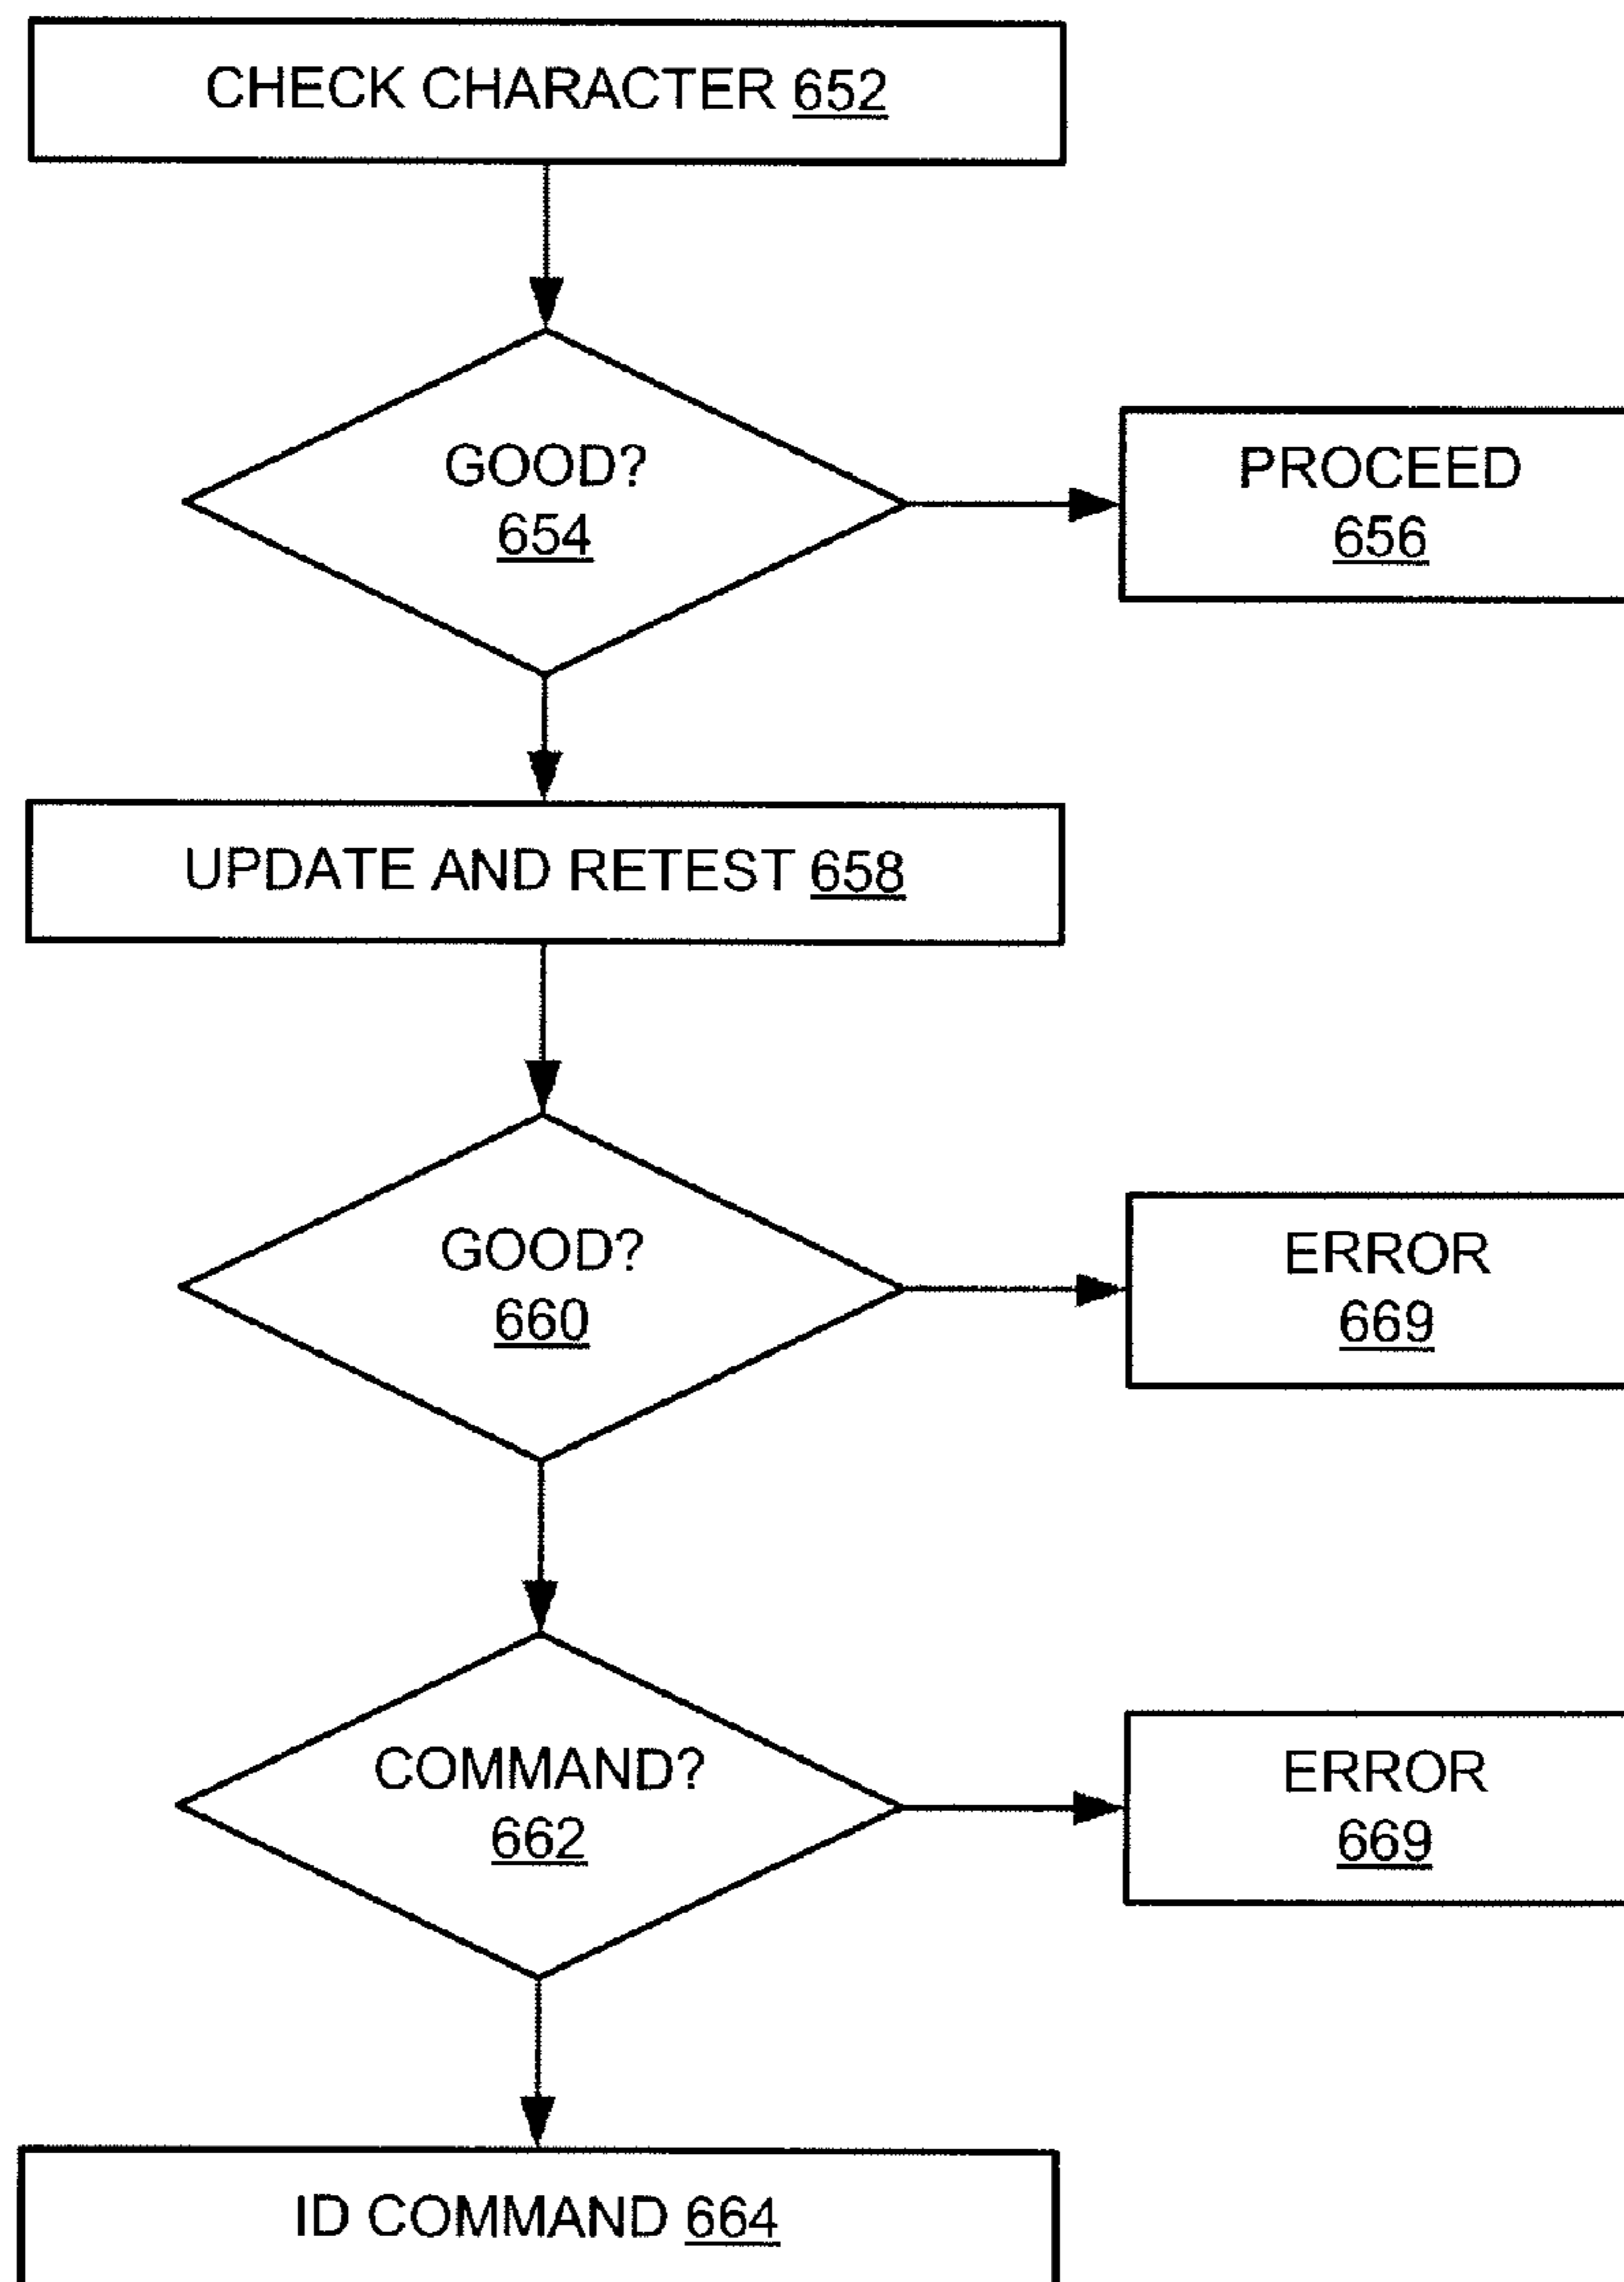 CHECK CHARACTER 652
GOOD?
654
PROCEED
656
UPDATE AND RETEST 658
GOOD?
660
ERROR
669
COMMAND?
662
ERROR
669
ID COMMAND 664